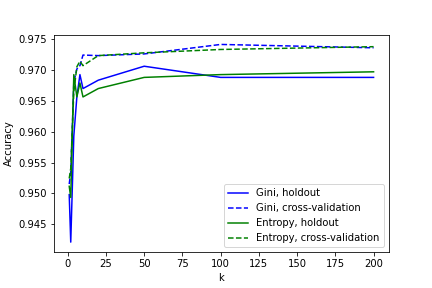 0.975
0.970
0.965
0.960
0.955
0.950
0.945
Accuracy
Gini, holdout
Gini, cross-validation
Entropy, holdout
Entropy, cross-validation
0 25 50 75 100 125 150 175 200
k